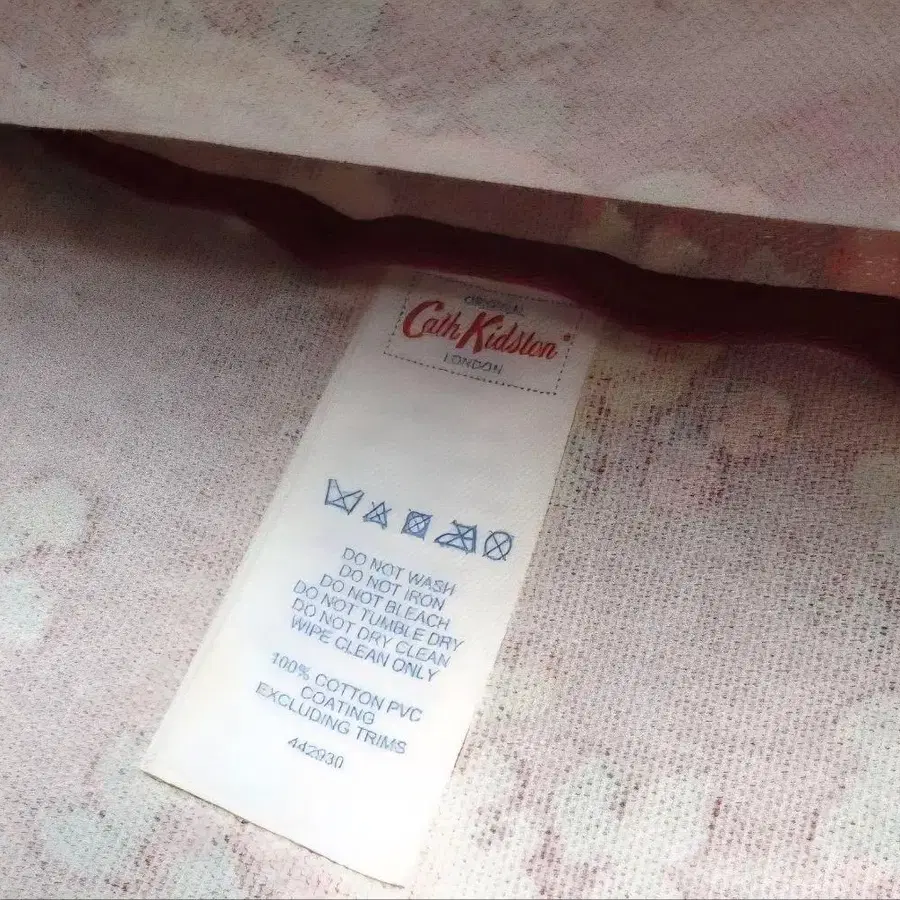 ORIGINAL
Cath Kidston®
LONDON
DO NOT WASH
DO NOT IRON
DO NOT BLEACH
DO NOT TUMBLE DRY
DO NOT DRY CLEAN
WIPE CLEAN ONLY
100% COTTON PVC
COATING
EXCLUDING TRIMS
442930